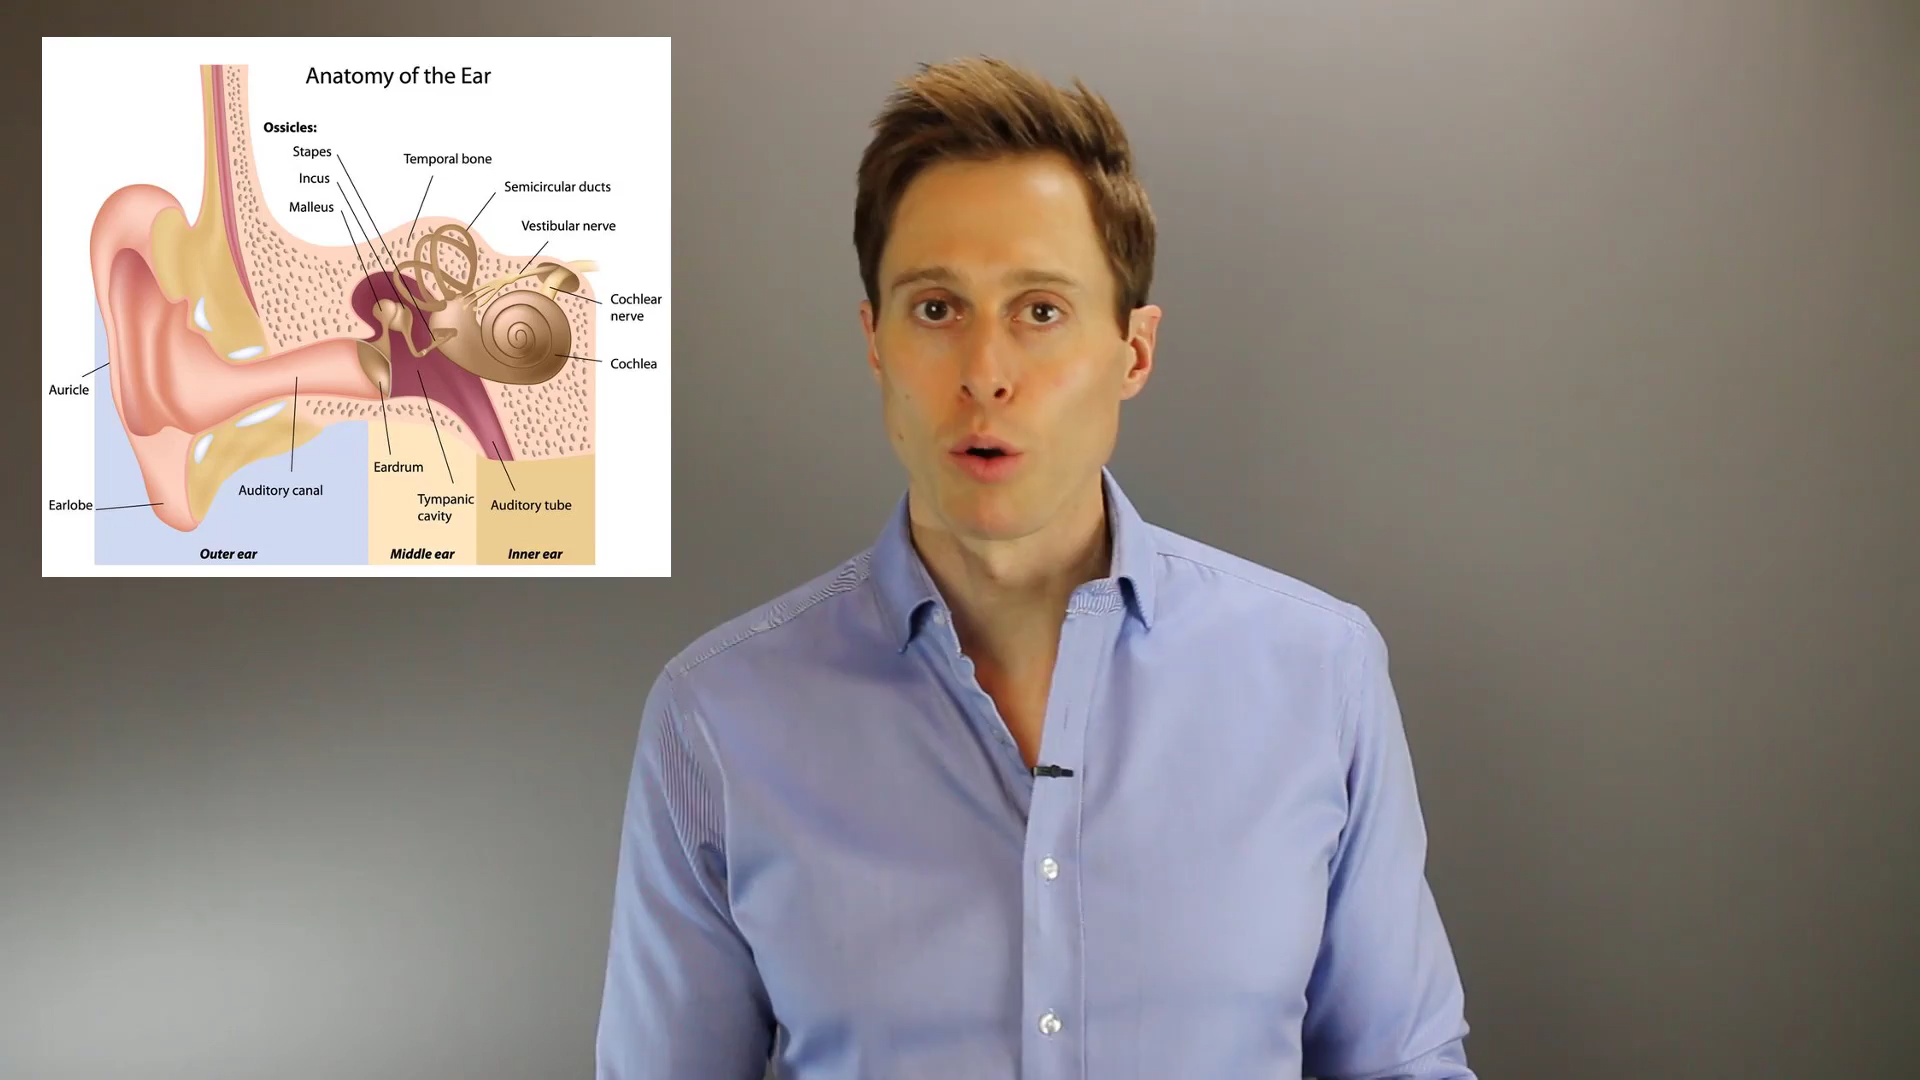 Anatomy of the Ear
Ossicles:
Stapes
Incus
Malleus
Temporal bone
Semicircular ducts
Vestibular nerve
Cochlear
nerve
Cochlea
Auricle
Earlobe
Auditory canal
Eardrum
Tympanic
cavity
Auditory tube
Outer ear
Middle ear
Inner ear